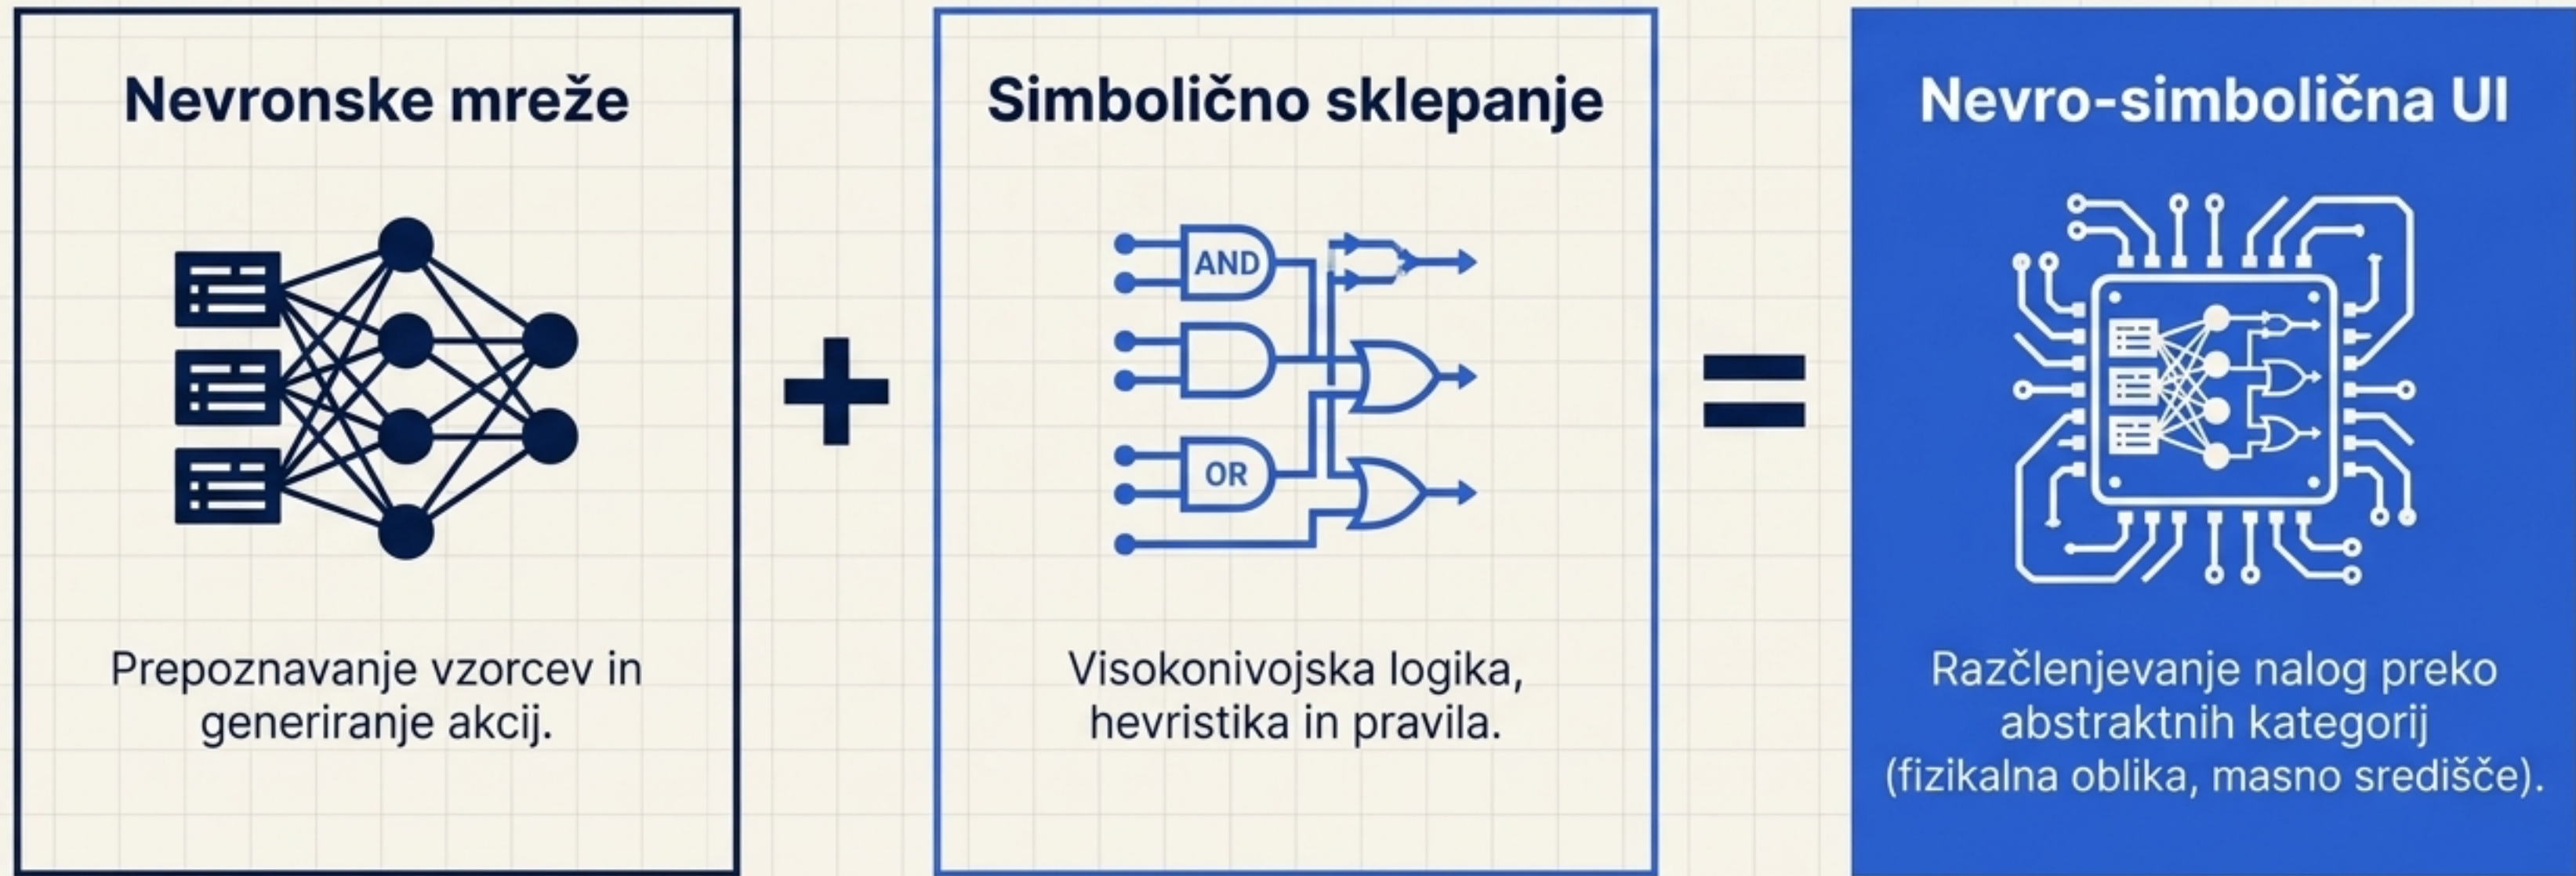 Nevronske mreže
Prepoznavanje vzorcev in
generiranje akcij.
+
Simbolično sklepanje
AND
OR
Visokonivojska logika,
hevristika in pravila.
=
Nevro-simbolična UI
Razčlenjevanje nalog preko
abstraktnih kategorij
(fizikalna oblika, masno središče).